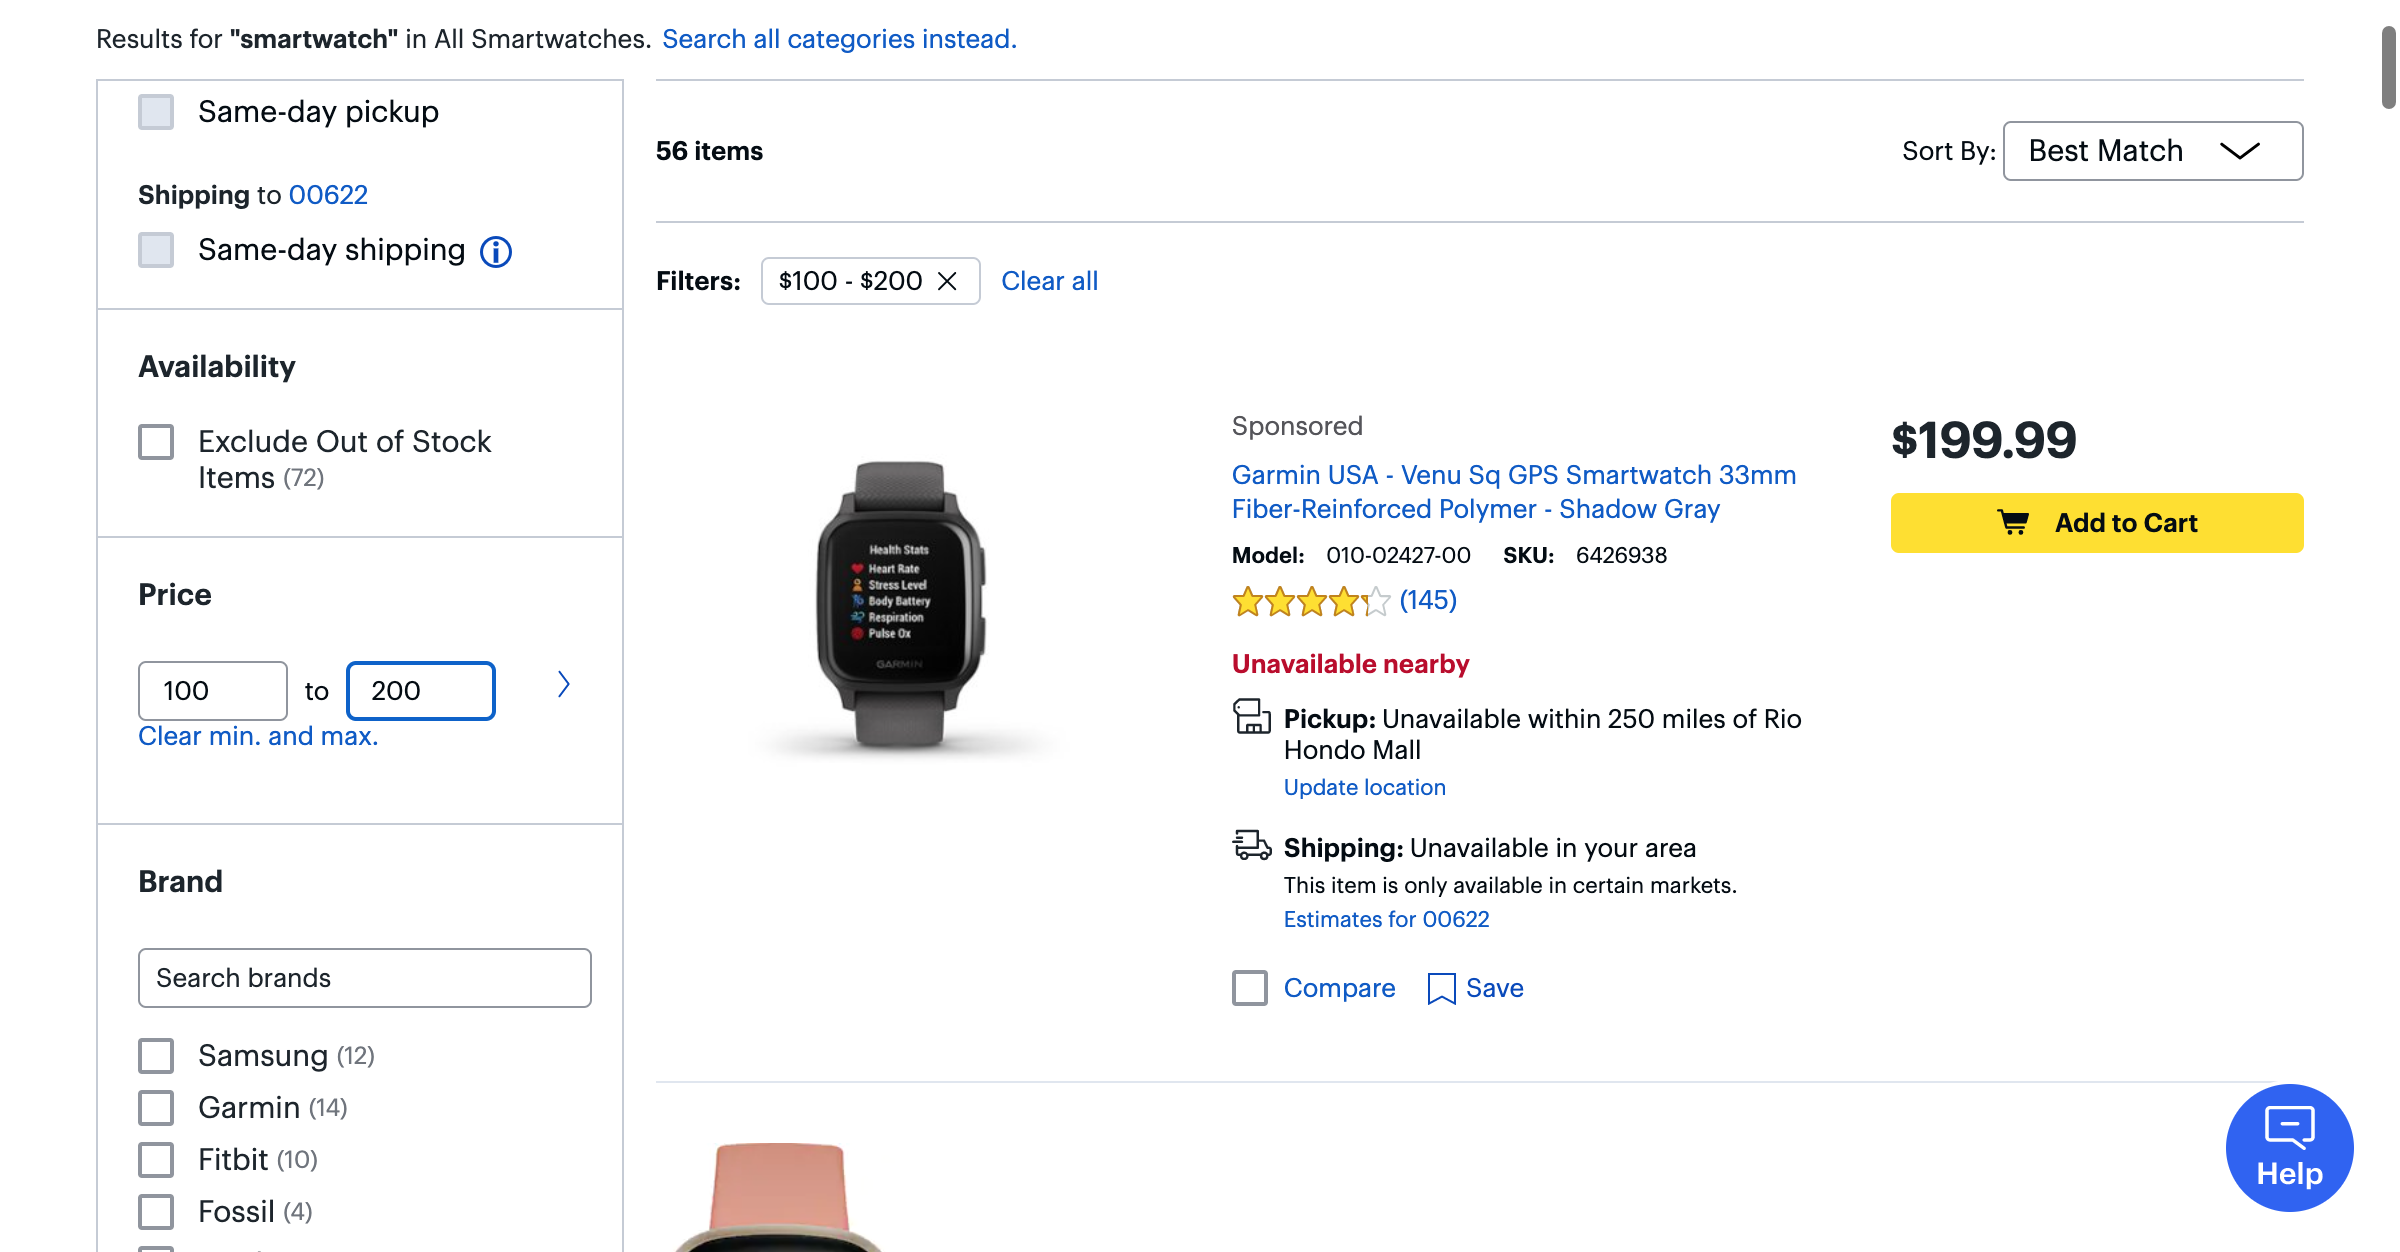 Results for "smartwatch" in All Smartwatches. Search all categories instead.
Same-day pickup
Shipping to 00622
Same-day shipping
Availability
Exclude Out of Stock
Items (72)
Price
100 to 200
Clear min. and max.
Brand
Search brands
Samsung (12)
Garmin (14)
Fitbit (10)
Fossil (4)
56 items
Sort By: Best Match
Filters: $100 - $200 Clear all
Health Stats
Heart Rate
Stress Level
Body Battery
Respiration
Pulse Ox
GARMIN
Sponsored
Garmin USA - Venu Sq GPS Smartwatch 33mm
Fiber-Reinforced Polymer - Shadow Gray
Model: 010-02427-00 SKU: 6426938
(145)
Unavailable nearby
Pickup: Unavailable within 250 miles of Rio
Hondo Mall
Update location
Shipping: Unavailable in your area
This item is only available in certain markets.
Estimates for 00622
Compare Save
$199.99
Add to Cart
Help